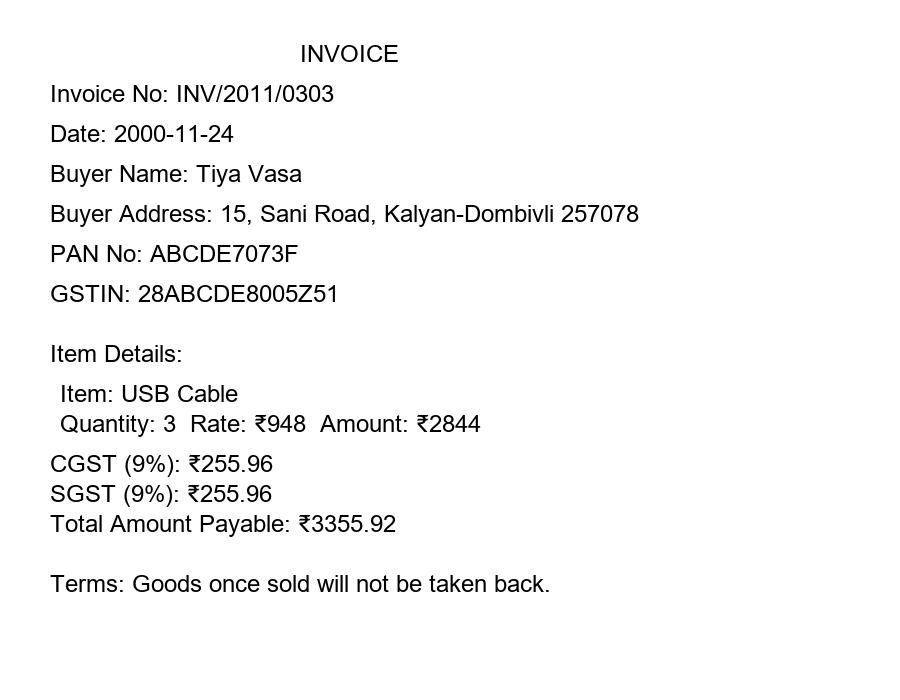 INVOICE
Invoice No: INV/2011/0303
Date: 2000-11-24
Buyer Name: Tiya Vasa
Buyer Address: 15, Sani Road, Kalyan-Dombivli 257078
PAN No: ABCDE7073F
GSTIN: 28ABCDE8005Z51
Item Details:
Item: USB Cable
Quantity: 3  Rate: ₹948  Amount: ₹2844
CGST (9%): ₹255.96
SGST (9%): ₹255.96
Total Amount Payable: ₹3355.92
Terms: Goods once sold will not be taken back.